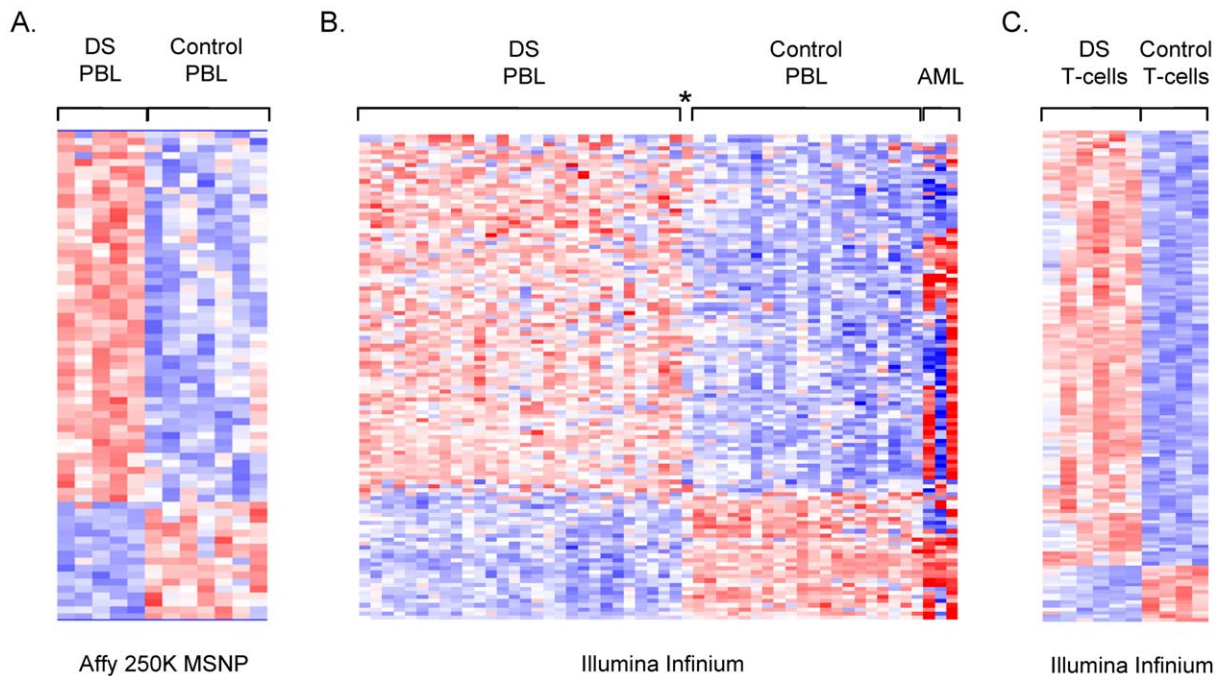 A.
DS
PBL
Control
PBL
Affy 250K MSNP
B.
DS
PBL
*
Control
PBL
AML
Illumina Infinium
C.
DS
T-cells
Control
T-cells
Illumina Infinium